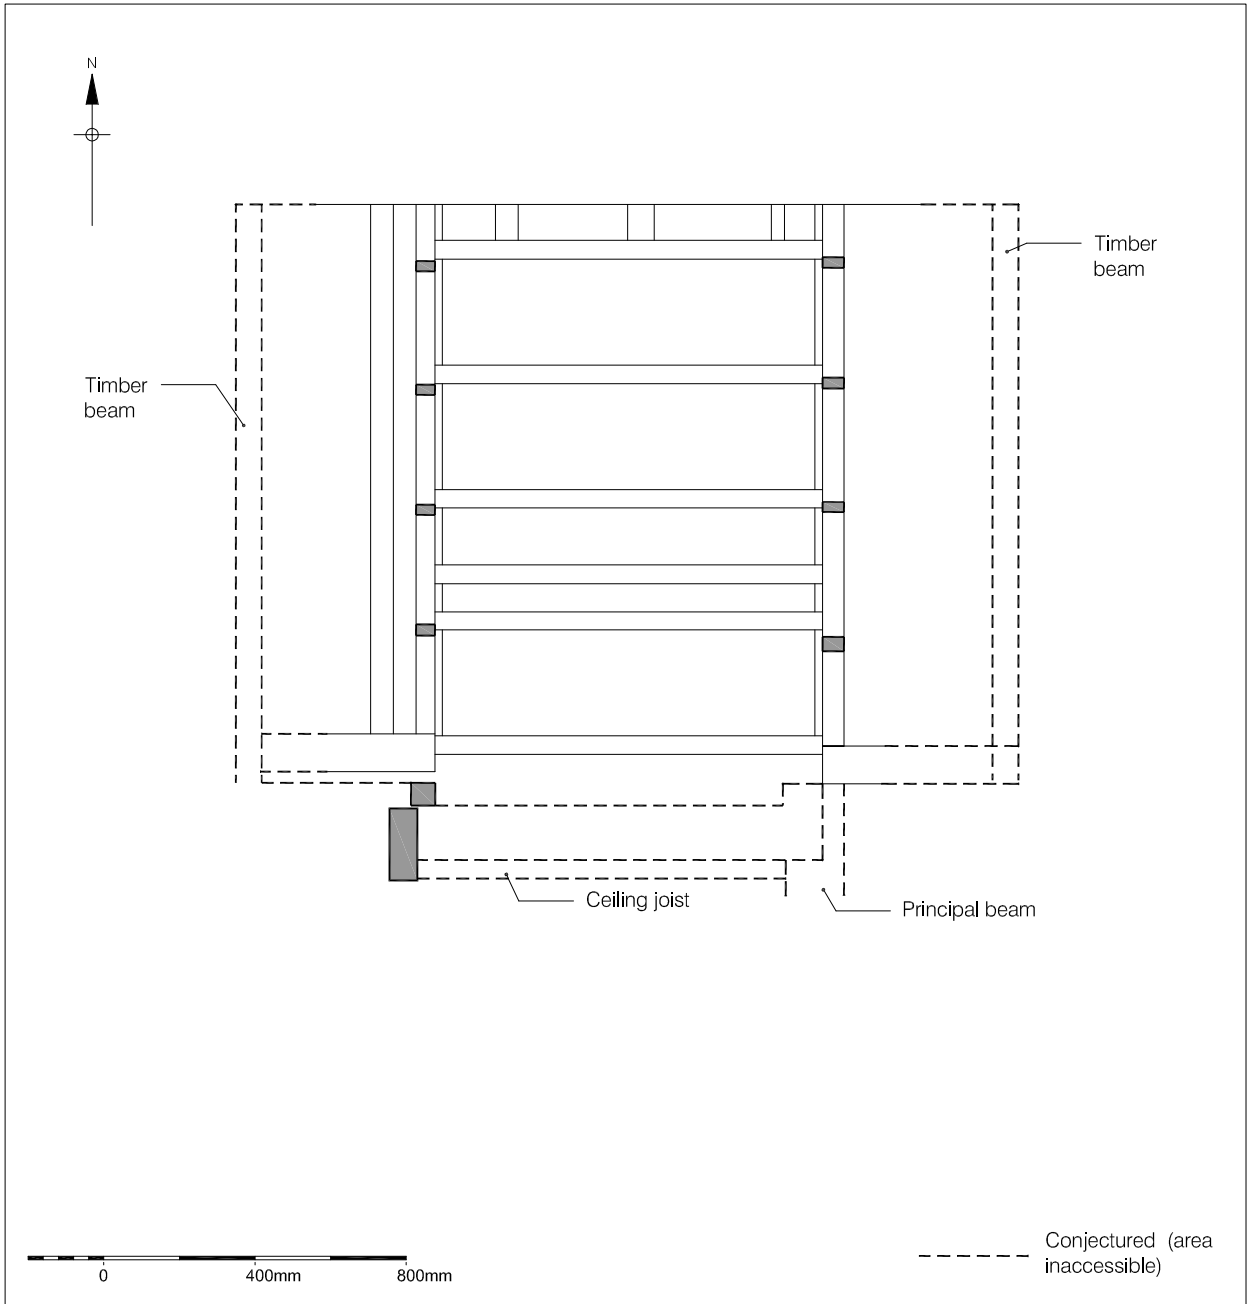 N
Timber
beam
Timber
beam
Ceiling joist
Principal beam
Conjectured (area
inaccessible)
0 400mm 800mm